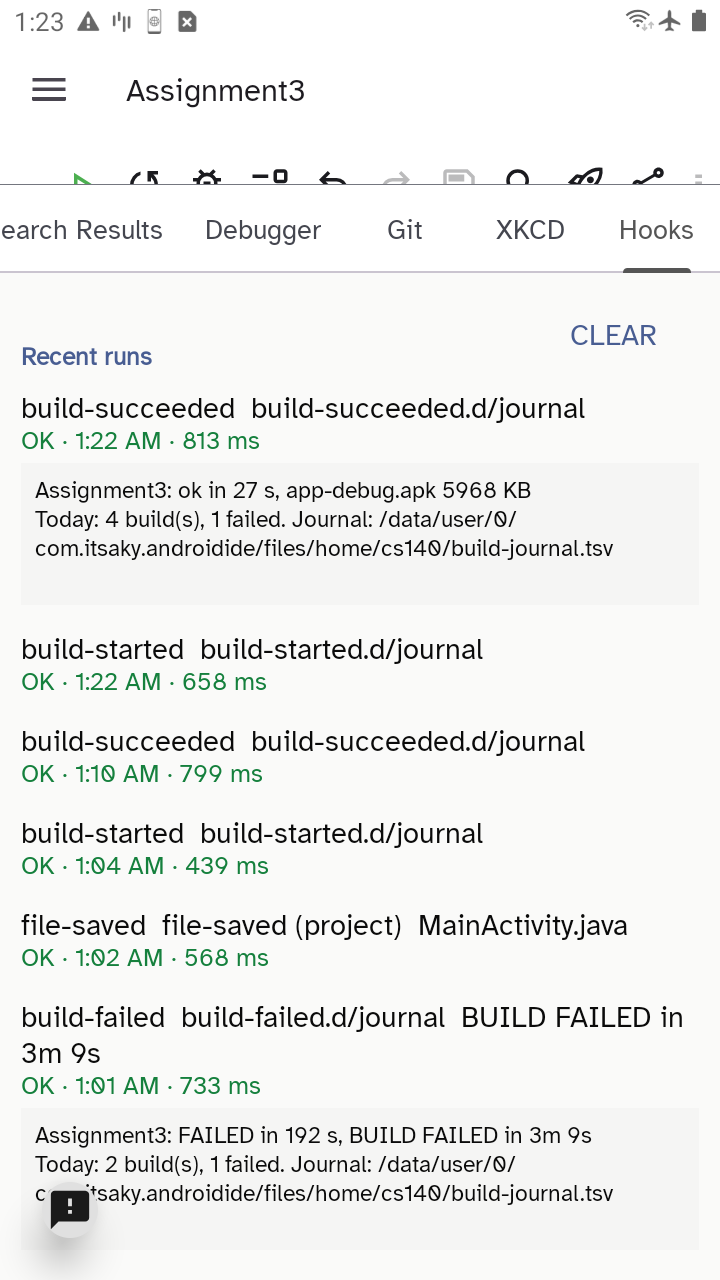 1:23
Assignment3
earch Results Debugger Git XKCD Hooks
CLEAR
Recent runs
build-succeeded build-succeeded.d/journal
OK · 1:22 AM · 813 ms
Assignment3: ok in 27 s, app-debug.apk 5968 KB
Today: 4 build(s), 1 failed. Journal: /data/user/0/
com.itsaky.androidide/files/home/cs140/build-journal.tsv
build-started build-started.d/journal
OK · 1:22 AM · 658 ms
build-succeeded build-succeeded.d/journal
OK · 1:10 AM · 799 ms
build-started build-started.d/journal
OK · 1:04 AM · 439 ms
file-saved file-saved (project) MainActivity.java
OK · 1:02 AM · 568 ms
build-failed build-failed.d/journal BUILD FAILED in
3m 9s
OK · 1:01 AM · 733 ms
Assignment3: FAILED in 192 s, BUILD FAILED in 3m 9s
Today: 2 build(s), 1 failed. Journal: /data/user/0/
c tsaky.androidide/files/home/cs140/build-journal.tsv